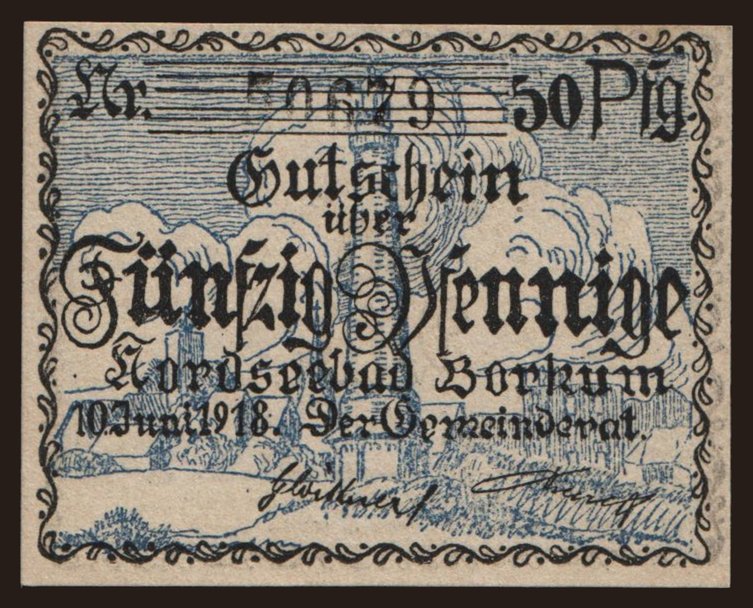 Nr. 50679 50 Pfg.
Gutschein
über
Fünfzig Pfennige
Nordseebad Borkum
10. Juni 1918. Der Gemeinderat.